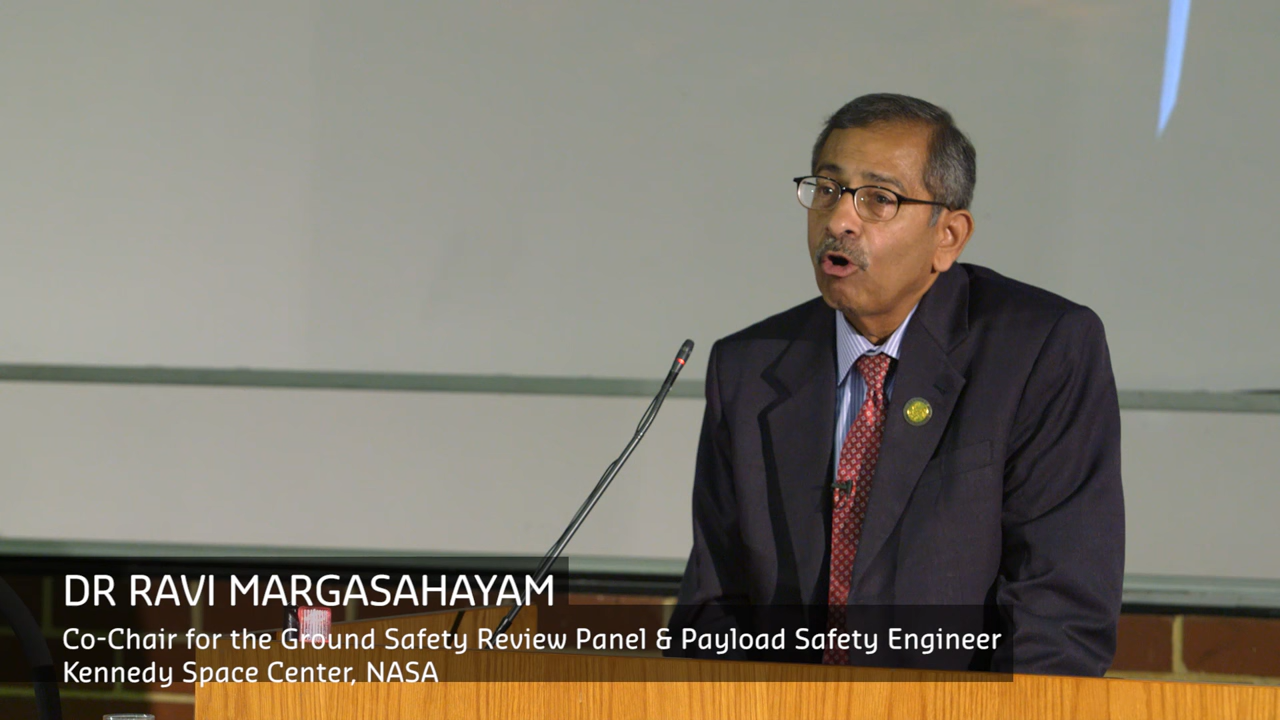 DR RAVI MARGASAHAYAM
Co-Chair for the Ground Safety Review Panel & Payload Safety Engineer
Kennedy Space Center, NASA